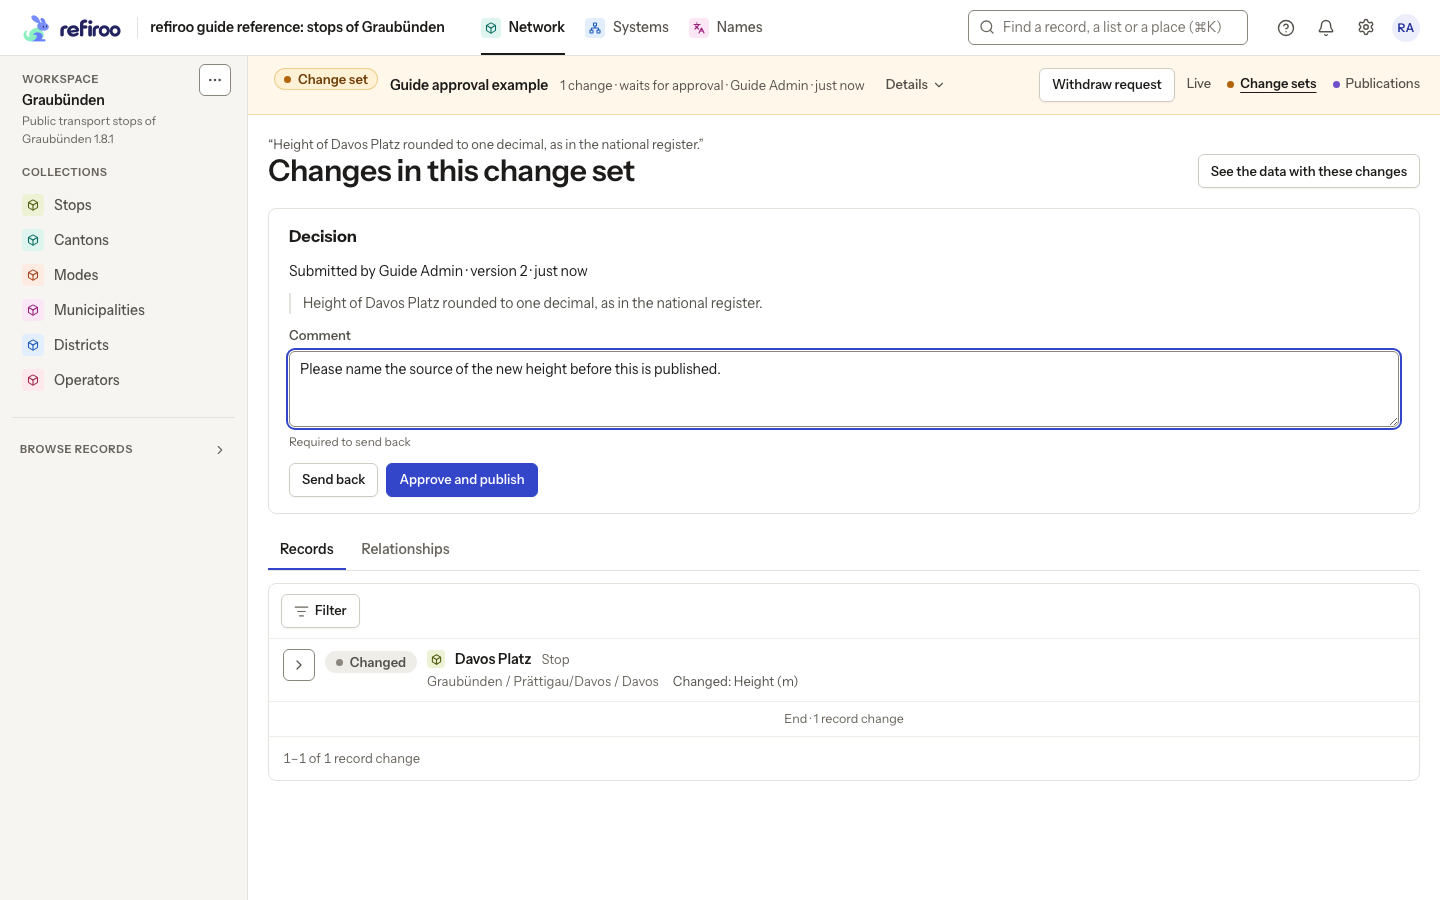 refiroo
refiroo guide reference: stops of Graubünden
Network
Systems
Names
Find a record, a list or a place (⌘K)
RA
WORKSPACE
Graubünden
Public transport stops of
Graubünden 1.8.1
COLLECTIONS
Stops
Cantons
Modes
Municipalities
Districts
Operators
BROWSE RECORDS
Change set
Guide approval example
1 change · waits for approval · Guide Admin · just now
Details
Withdraw request
Live
Change sets
Publications
“Height of Davos Platz rounded to one decimal, as in the national register.”
Changes in this change set
See the data with these changes
Decision
Submitted by Guide Admin · version 2 · just now
Height of Davos Platz rounded to one decimal, as in the national register.
Comment
Please name the source of the new height before this is published.
Required to send back
Send back
Approve and publish
Records
Relationships
Filter
Changed
Davos Platz
Stop
Graubünden / Prättigau/Davos / Davos
Changed: Height (m)
End · 1 record change
1–1 of 1 record change